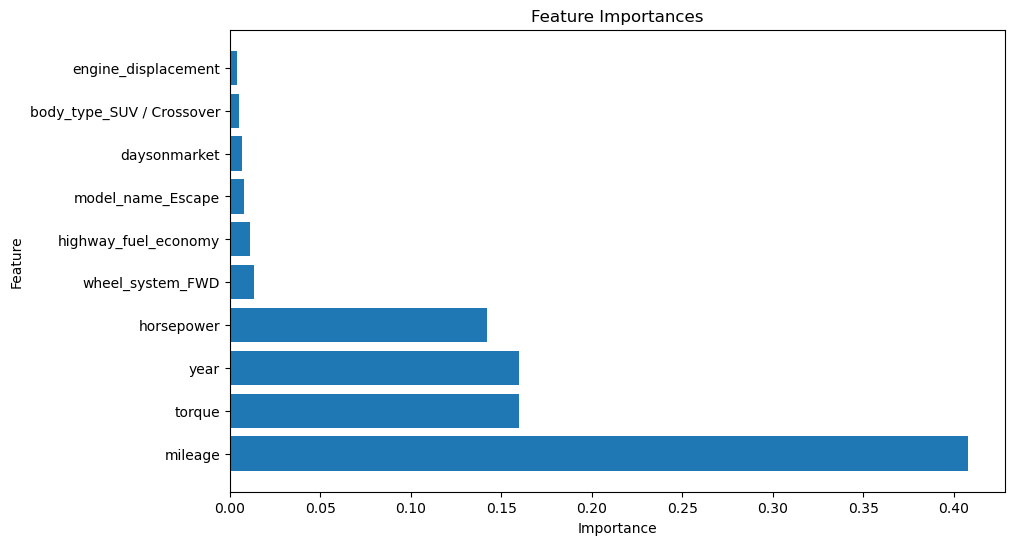 Feature Importances
engine_displacement
body_type_SUV / Crossover
daysonmarket
model_name_Escape
highway_fuel_economy
wheel_system_FWD
horsepower
year
torque
mileage
Feature
0.00 0.05 0.10 0.15 0.20 0.25 0.30 0.35 0.40
Importance